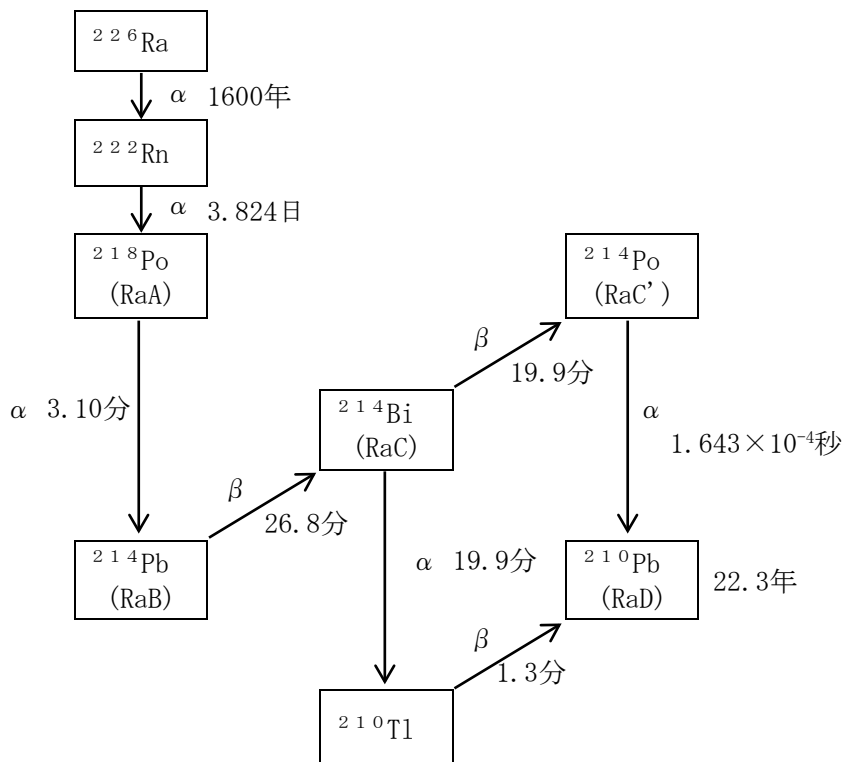 ²²⁶Ra
α 1600年
²²²Rn
α 3.824日
²¹⁸Po
(RaA)
²¹⁴Po
(RaC’)
β
19.9分
α 3.10分
²¹⁴Bi
(RaC)
α
1.643×10⁻⁴秒
β
26.8分
²¹⁴Pb
(RaB)
α 19.9分
²¹⁰Pb
(RaD)
22.3年
β
1.3分
²¹⁰Tl